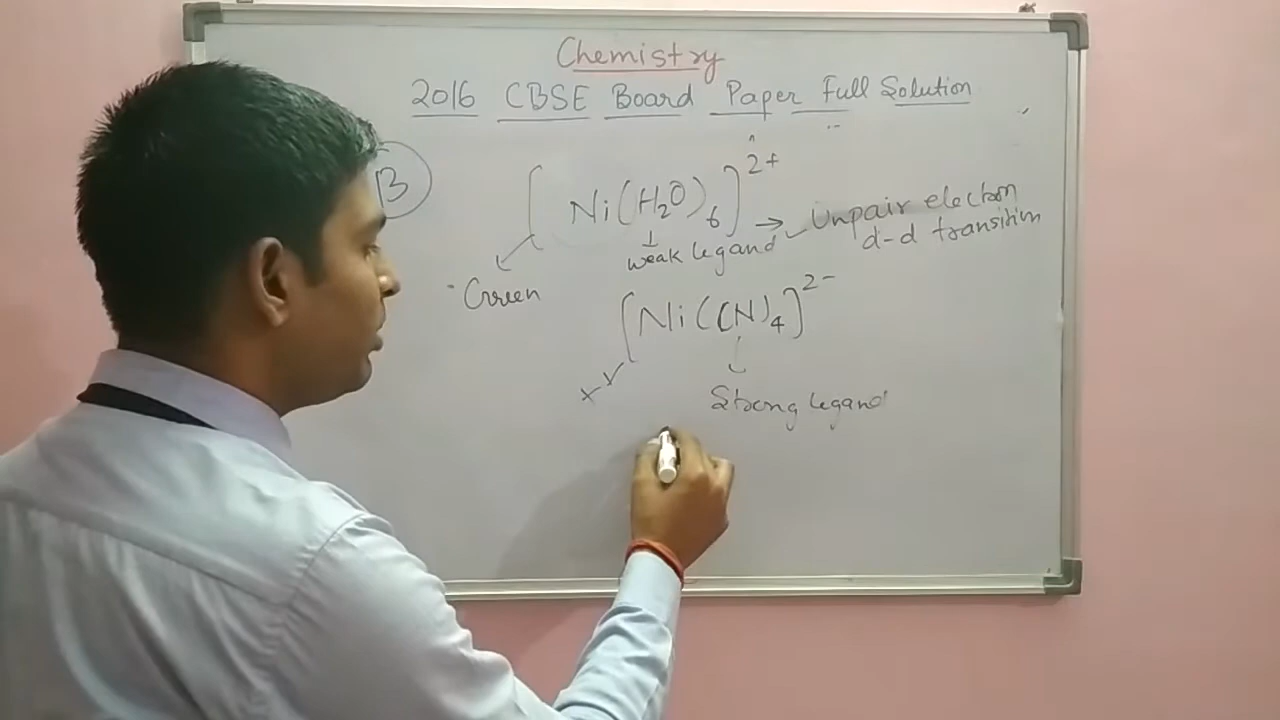 Chemistry
2016 CBSE Board Paper Full Solution
B
[Ni(H₂O)₆]²⁺ → Unpair electron
d-d transition
weak legand
Green
[Ni(CN)₄]²⁻
Strong legand